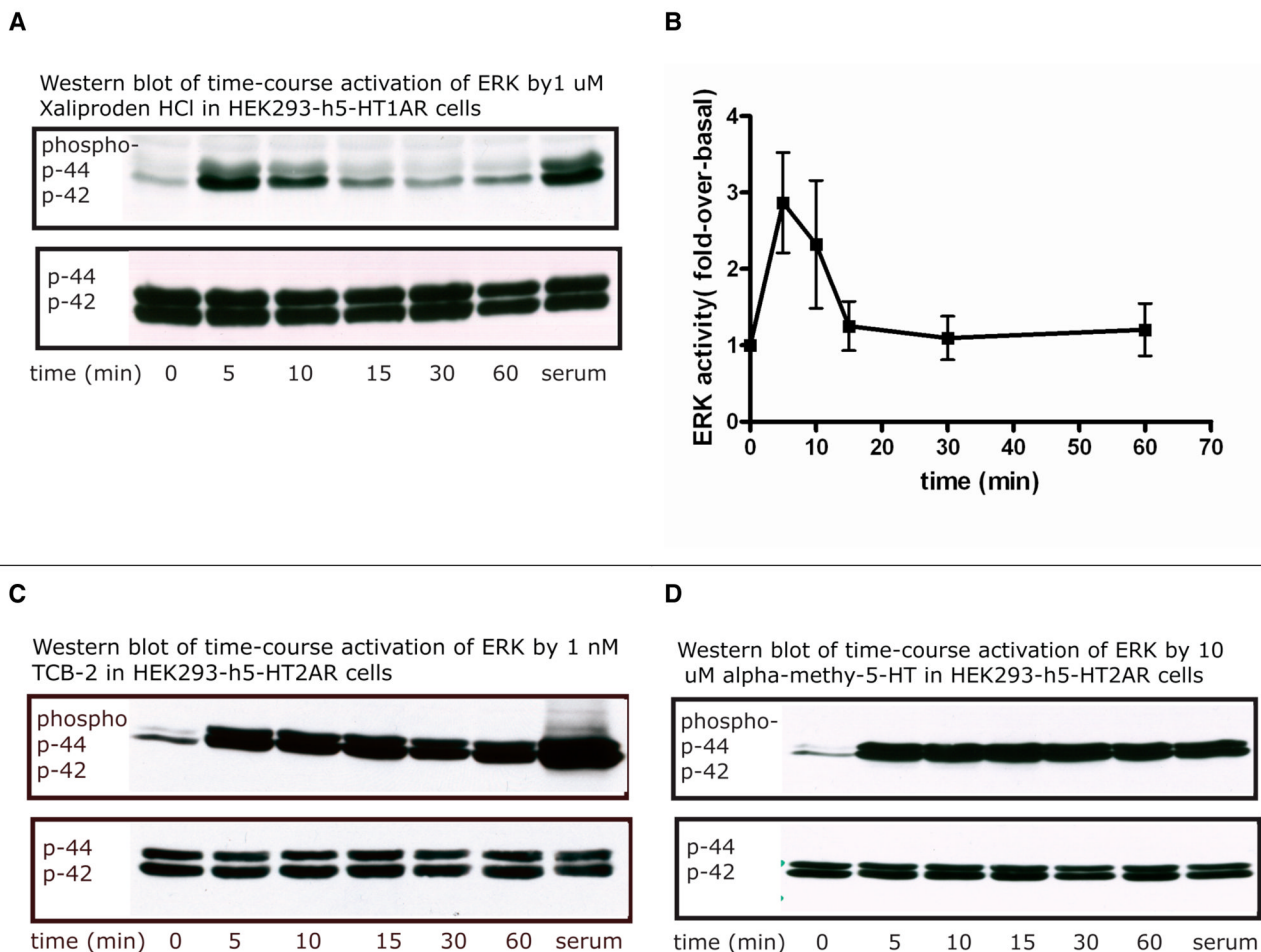 A
Western blot of time-course activation of ERK by1 uM
Xaliproden HCl in HEK293-h5-HT1AR cells
phospho-
p-44
p-42
p-44
p-42
time (min) 0 5 10 15 30 60 serum
B
ERK activity( fold-over-basal)
4
3
2
1
0
0 10 20 30 40 50 60 70
time (min)
C
Western blot of time-course activation of ERK by 1 nM
TCB-2 in HEK293-h5-HT2AR cells
phospho
p-44
p-42
p-44
p-42
time (min) 0 5 10 15 30 60 serum
D
Western blot of time-course activation of ERK by 10
uM alpha-methy-5-HT in HEK293-h5-HT2AR cells
phospho-
p-44
p-42
p-44
p-42
time (min) 0 5 10 15 30 60 serum